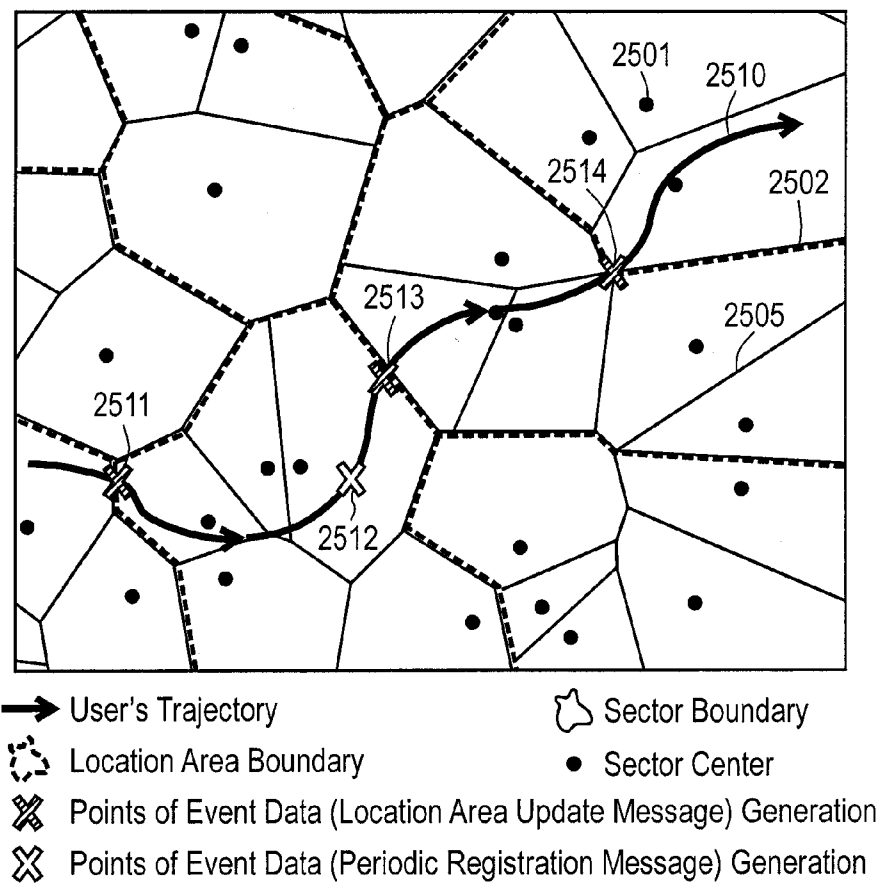 2501
2510
2514
2502
2513
2505
2511
2512
User's Trajectory
Sector Boundary
Location Area Boundary
Sector Center
Points of Event Data (Location Area Update Message) Generation
Points of Event Data (Periodic Registration Message) Generation